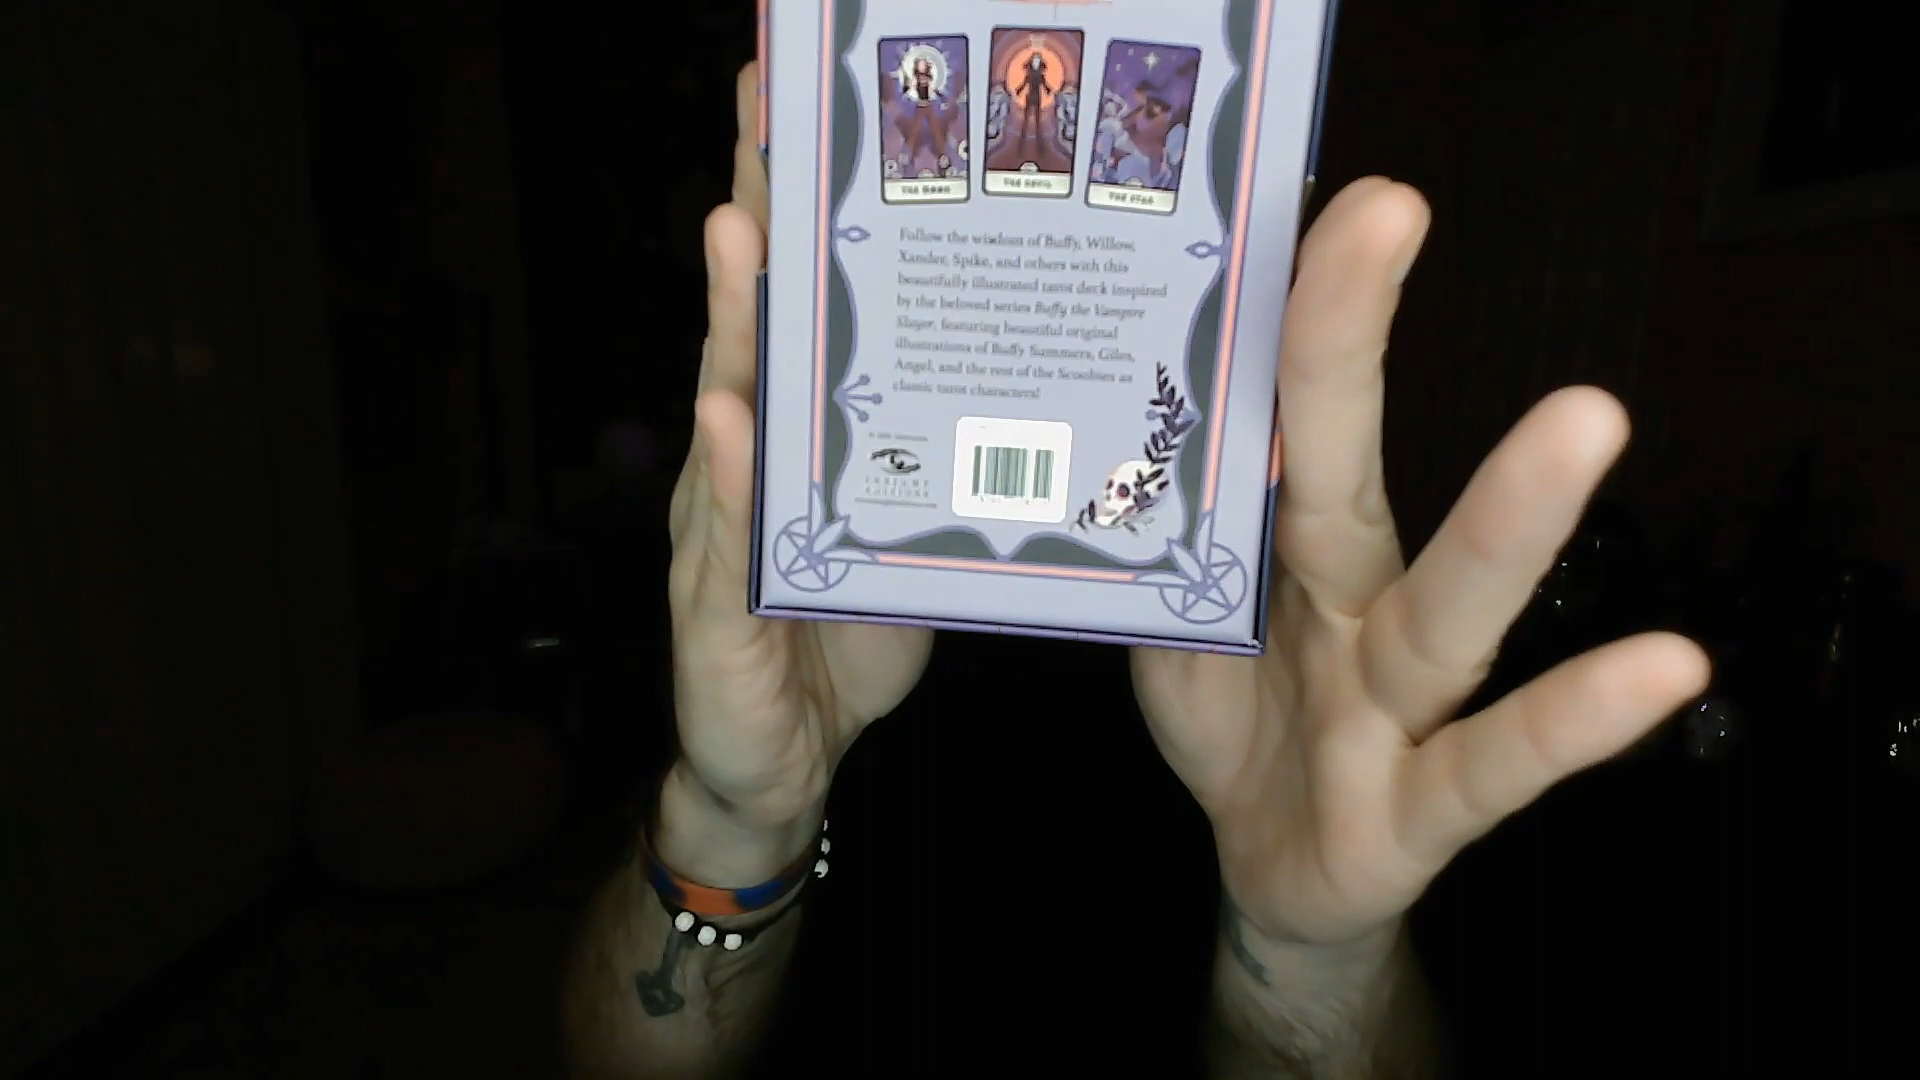 THE MOON
THE DEVIL
THE STAR
Follow the wisdom of Buffy, Willow,
Xander, Spike, and others with this
beautifully illustrated tarot deck inspired
by the beloved series Buffy the Vampire
Slayer, featuring beautiful original
illustrations of Buffy Summers, Giles,
Angel, and the rest of the Scoobies as
classic tarot characters!
INSIGHT
EDITIONS